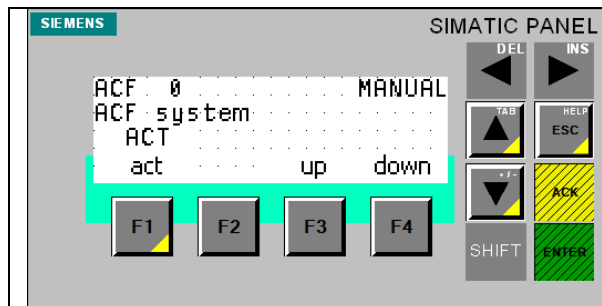 SIEMENS
SIMATIC PANEL
DEL
INS
ACF 0 MANUAL
ACF system
ACT
act up down
TAB
HELP
ESC
+/-
ACK
F1 F2 F3 F4
SHIFT
ENTER